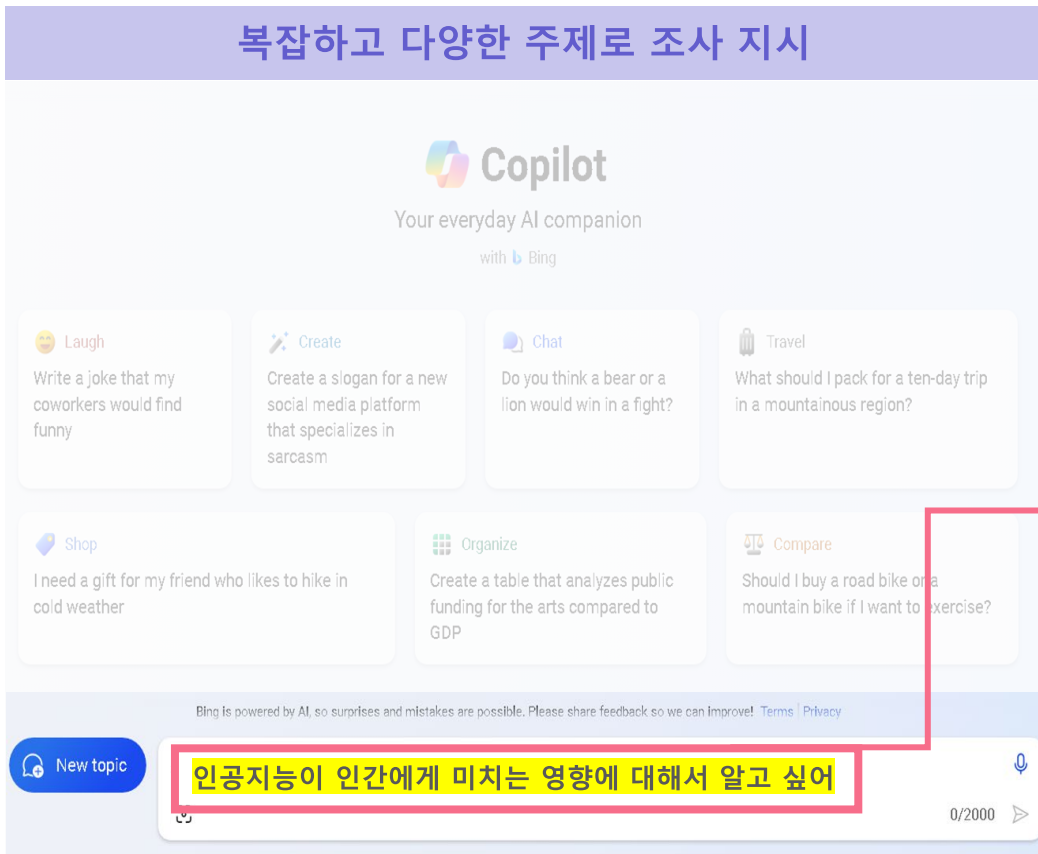 복잡하고 다양한 주제로 조사 지시
Copilot
Your everyday AI companion
with Bing
Laugh
Write a joke that my
coworkers would find
funny
Create
Create a slogan for a new
social media platform
that specializes in
sarcasm
Chat
Do you think a bear or a
lion would win in a fight?
Travel
What should I pack for a ten-day trip
in a mountainous region?
Shop
I need a gift for my friend who likes to hike in
cold weather
Organize
Create a table that analyzes public
funding for the arts compared to
GDP
Compare
Should I buy a road bike or a
mountain bike if I want to exercise?
Bing is powered by AI, so surprises and mistakes are possible. Please share feedback so we can improve! Terms | Privacy
New topic
인공지능이 인간에게 미치는 영향에 대해서 알고 싶어
0/2000